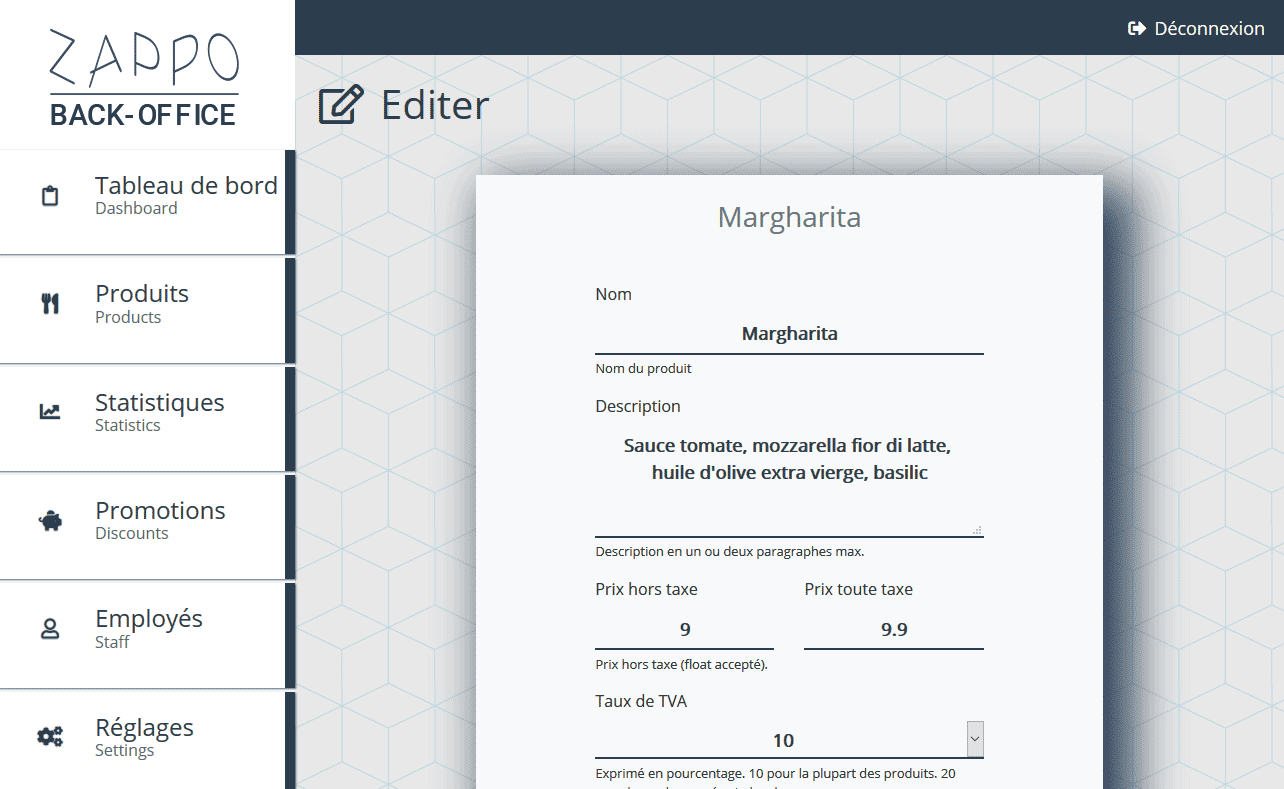 ZAPPO
BACK-OFFICE
Déconnexion
Editer
Tableau de bord
Dashboard
Produits
Products
Statistiques
Statistics
Promotions
Discounts
Employés
Staff
Réglages
Settings
Margharita
Nom
Margharita
Nom du produit
Description
Sauce tomate, mozzarella fior di latte,
huile d'olive extra vierge, basilic
Description en un ou deux paragraphes max.
Prix hors taxe
Prix toute taxe
9
9.9
Prix hors taxe (float accepté).
Taux de TVA
10
Exprimé en pourcentage. 10 pour la plupart des produits. 20